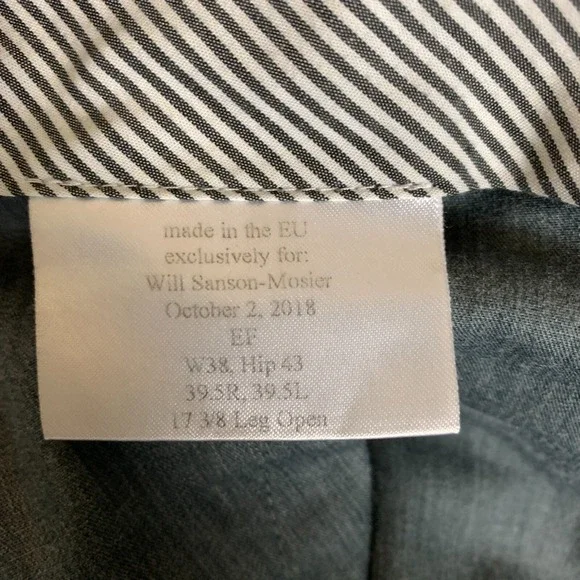 made in the EU
exclusively for:
Will Sanson-Mosier
October 2, 2018
EF
W38, Hip 43
39.5R, 39.5L
17 3/8 Leg Open